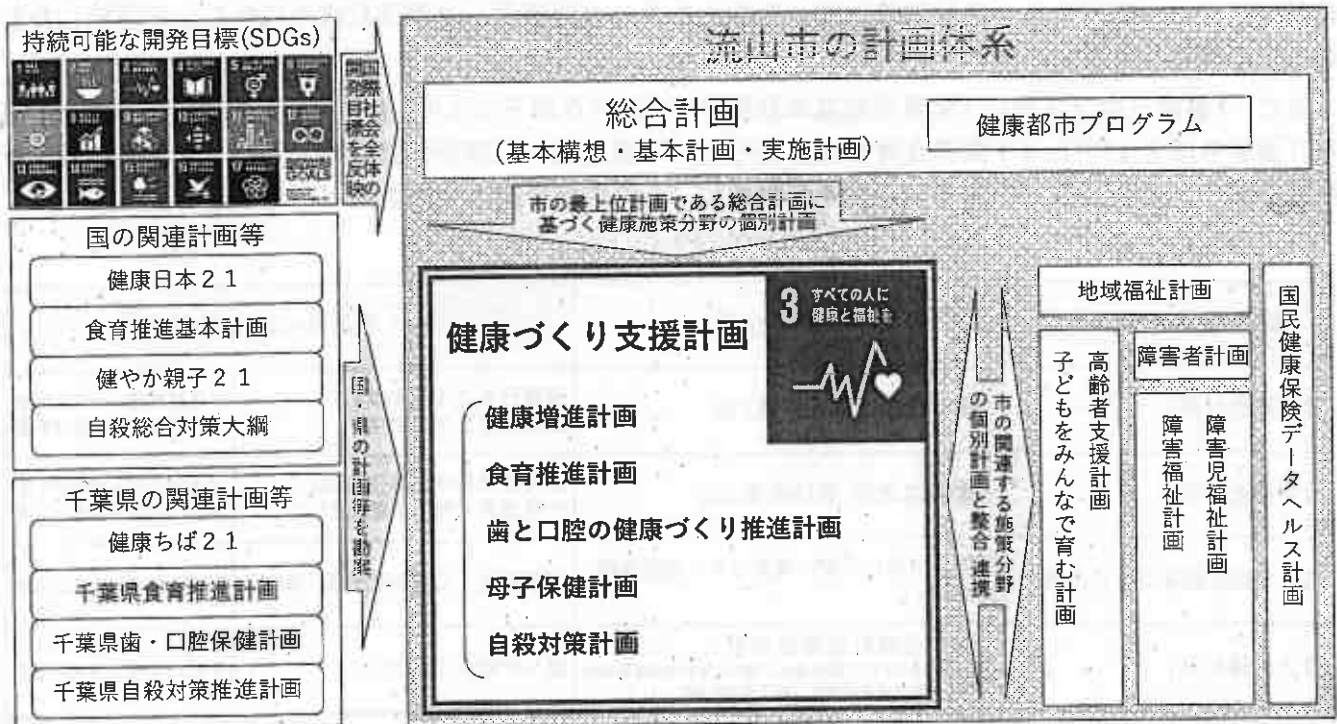 持続可能な開発目標(SDGs)
国際社会全体の
開発目標を反映
流山市の計画体系
総合計画
(基本構想・基本計画・実施計画)
健康都市プログラム
市の最上位計画である総合計画に
基づく健康施策分野の個別計画
国の関連計画等
健康日本21
食育推進基本計画
健やか親子21
自殺総合対策大綱
千葉県の関連計画等
健康ちば21
千葉県食育推進計画
千葉県歯・口腔保健計画
千葉県自殺対策推進計画
国・県の計画等を勘案
健康づくり支援計画
3 すべての人に
健康と福祉を
健康増進計画
食育推進計画
歯と口腔の健康づくり推進計画
母子保健計画
自殺対策計画
市の関連する施策分野
の個別計画と整合・連携
地域福祉計画
高齢者支援計画
子どもをみんなで育む計画
障害者計画
障害児福祉計画
障害福祉計画
国民健康保険データヘルス計画